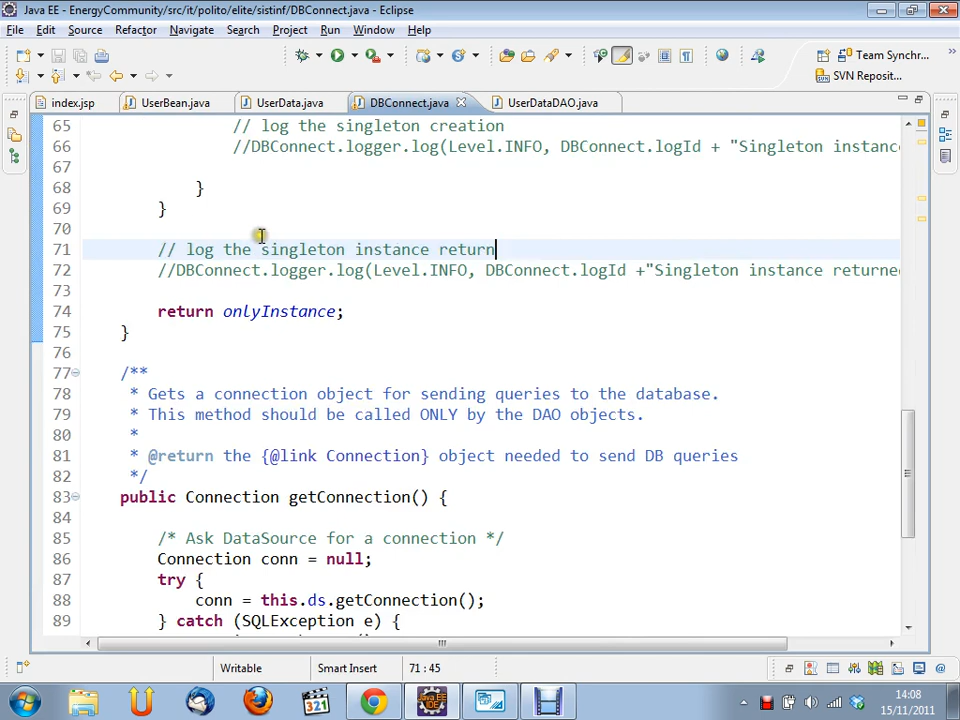 Java EE - EnergyCommunity/src/it/polito/elite/sistinf/DBConnect.java - Eclipse
File Edit Source Refactor Navigate Search Project Run Window Help
Team Synchr...
SVN Reposit...
index.jsp UserBean.java UserData.java DBConnect.java UserDataDAO.java
65 // log the singleton creation
66 //DBConnect.logger.log(Level.INFO, DBConnect.logId + "Singleton instance
67
68 }
69 }
70
71 // log the singleton instance return
72 //DBConnect.logger.log(Level.INFO, DBConnect.logId +"Singleton instance returned
73
74 return onlyInstance;
75 }
76
77 /**
78 * Gets a connection object for sending queries to the database.
79 * This method should be called ONLY by the DAO objects.
80 *
81 * @return the {@link Connection} object needed to send DB queries
82 */
83 public Connection getConnection() {
84
85 /* Ask DataSource for a connection */
86 Connection conn = null;
87 try {
88 conn = this.ds.getConnection();
89 } catch (SQLException e) {
Writable Smart Insert 71 : 45
321
Java EE
IDE
14:08
15/11/2011